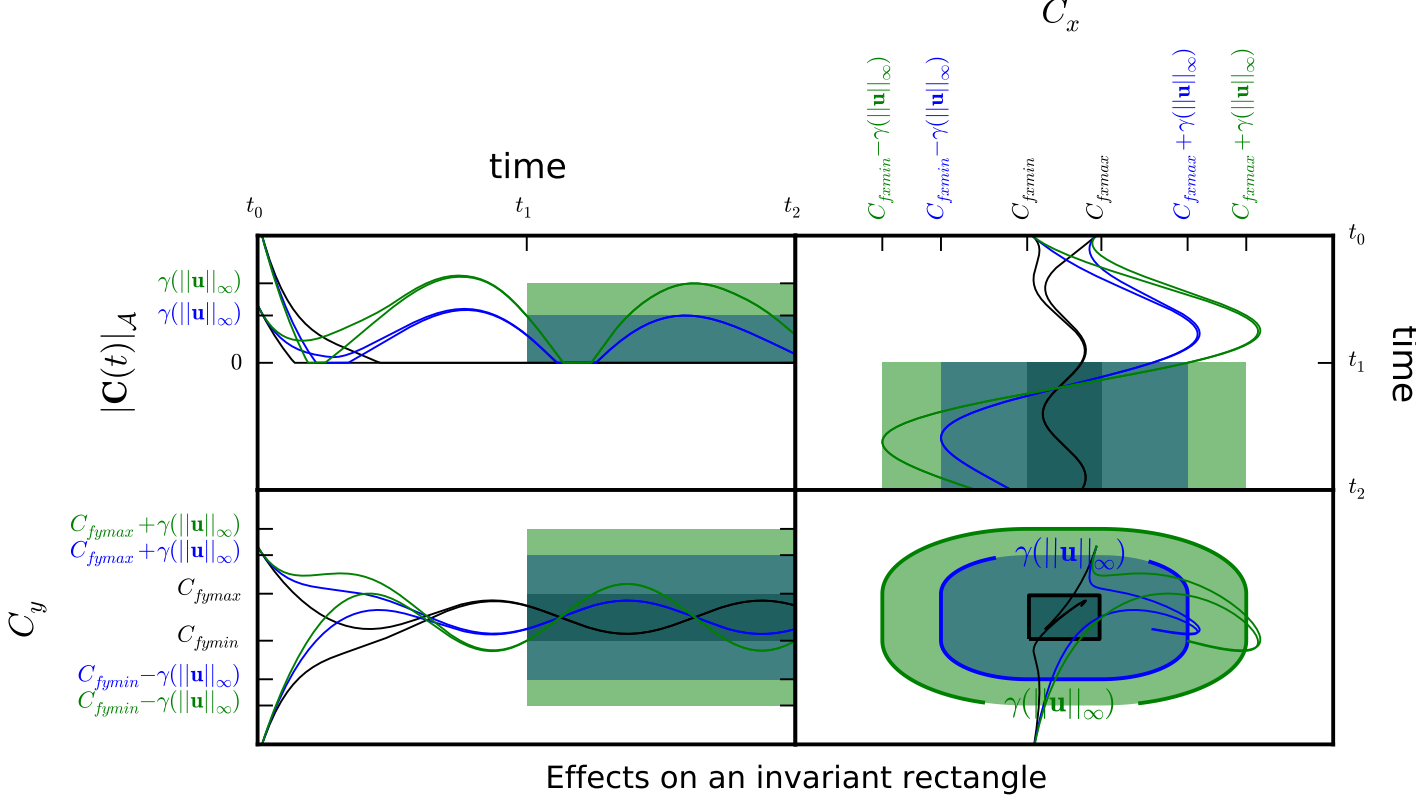 C_x
C_{fxmin}−γ(||u||_∞)
C_{fxmin}−γ(||u||_∞)
C_{fxmin}
C_{fxmax}
C_{fxmax}+γ(||u||_∞)
C_{fxmax}+γ(||u||_∞)
time
t_0
t_1
t_2
|C(t)|_𝒜
γ(||u||_∞)
γ(||u||_∞)
0
t_0
t_1
t_2
time
C_y
C_{fymax}+γ(||u||_∞)
C_{fymax}+γ(||u||_∞)
C_{fymax}
C_{fymin}
C_{fymin}−γ(||u||_∞)
C_{fymin}−γ(||u||_∞)
γ(||u||_∞)
γ(||u||_∞)
Effects on an invariant rectangle